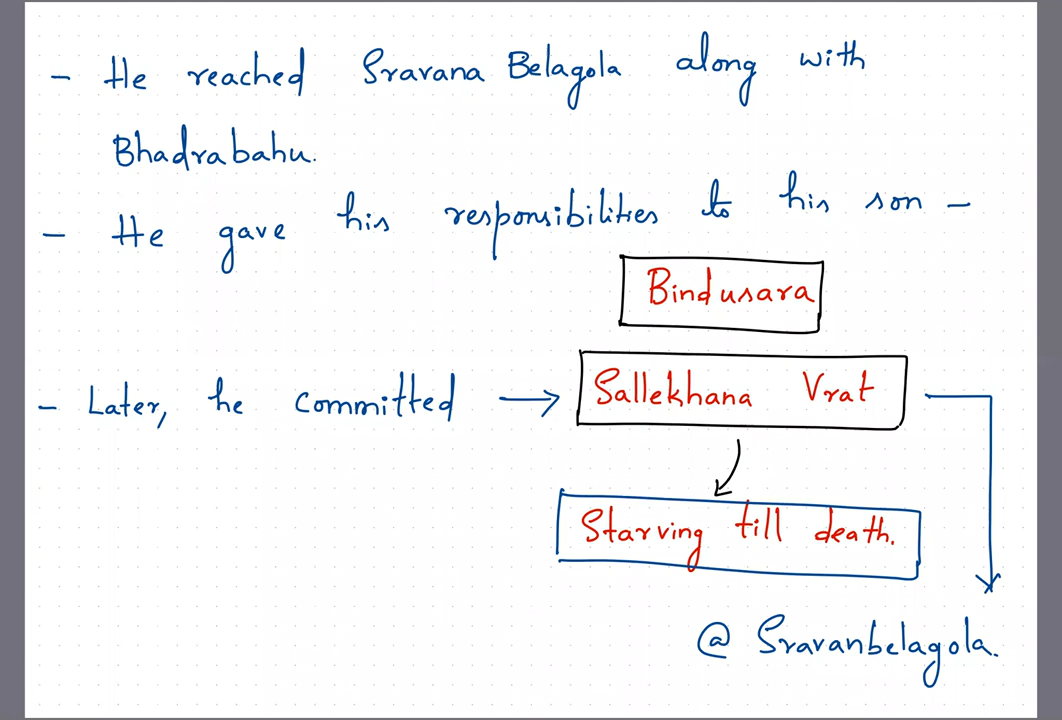 - He reached Sravana Belagola along with
Bhadrabahu.
- He gave his responsibilities to his son -
Bindusara
- Later, he committed → Sallekhana Vrat
Starving till death.
@ Sravanbelagola.